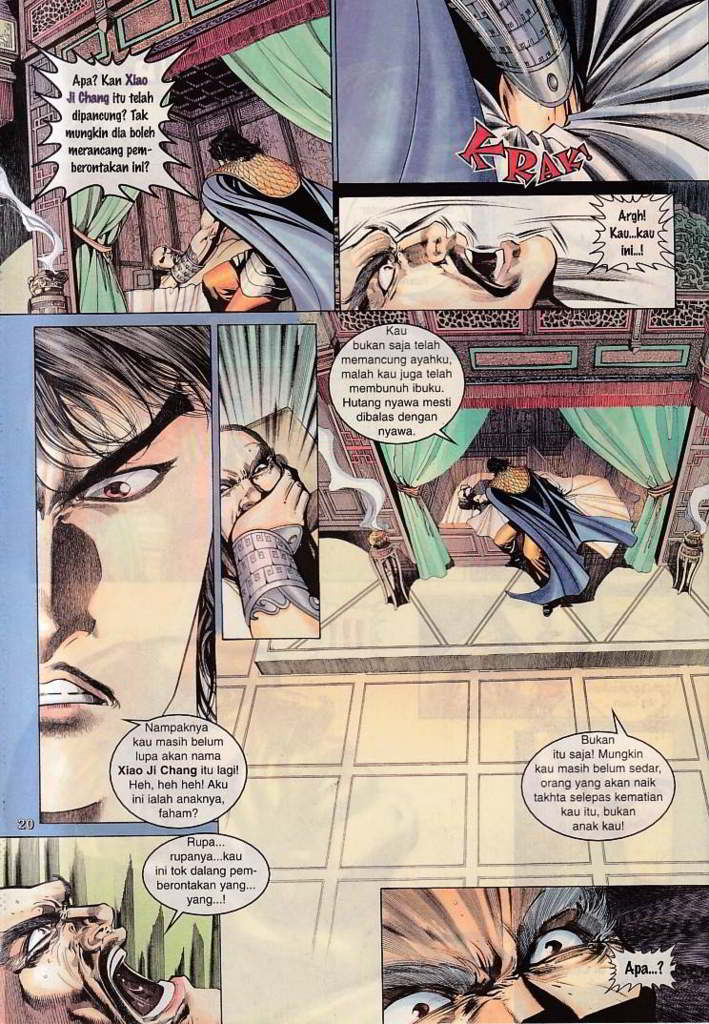 Apa? Kan Xiao
Ji Chang itu telah
dipancung? Tak
mungkin dia boleh
merancang pem-
berontakan ini?
KRAK
Argh!
Kau...kau
ini...!
Kau
bukan saja telah
memancung ayahku,
malah kau juga telah
membunuh ibuku.
Hutang nyawa mesti
dibalas dengan
nyawa.
Nampaknya
kau masih belum
lupa akan nama
Xiao Ji Chang itu lagi!
Heh, heh heh! Aku
ini ialah anaknya,
faham?
Bukan
itu saja! Mungkin
kau masih belum sedar,
orang yang akan naik
takhta selepas kematian
kau itu, bukan
anak kau!
20
Rupa...
rupanya...kau
ini tok dalang pem-
berontakan yang...
yang...!
Apa...?